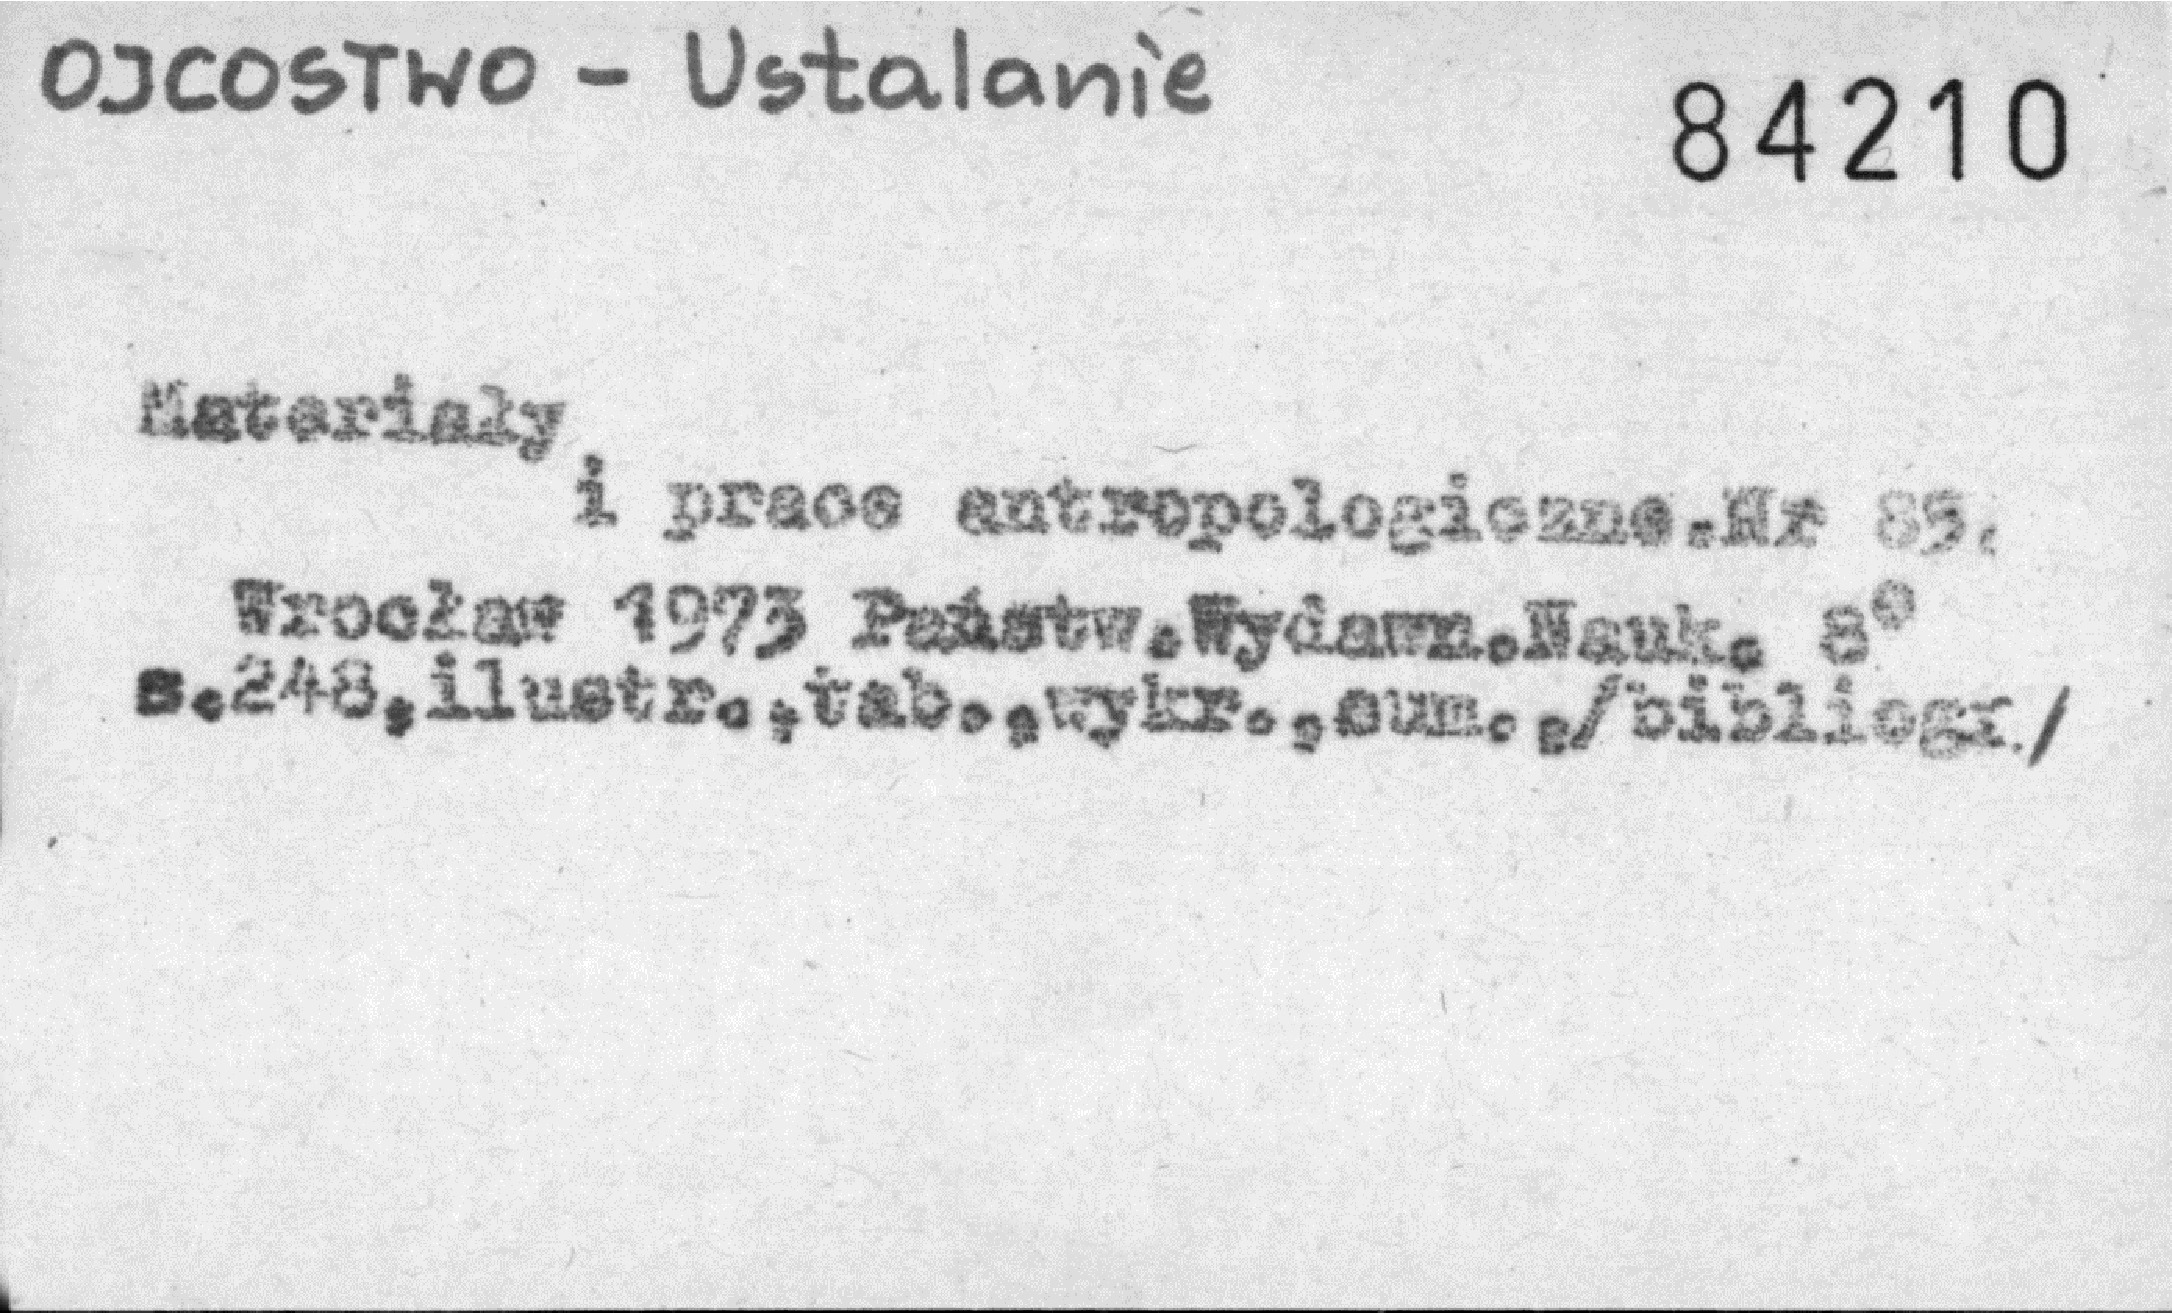 OJCOSTWO - Ustalanie
84210
Materiały
i prace antropologiczne.Nr 85.
Wrocław 1973 Państw.Wydawn.Nauk. 8°
s.248,ilustr.,tab.,wykr.,sum.,/bibliogr./